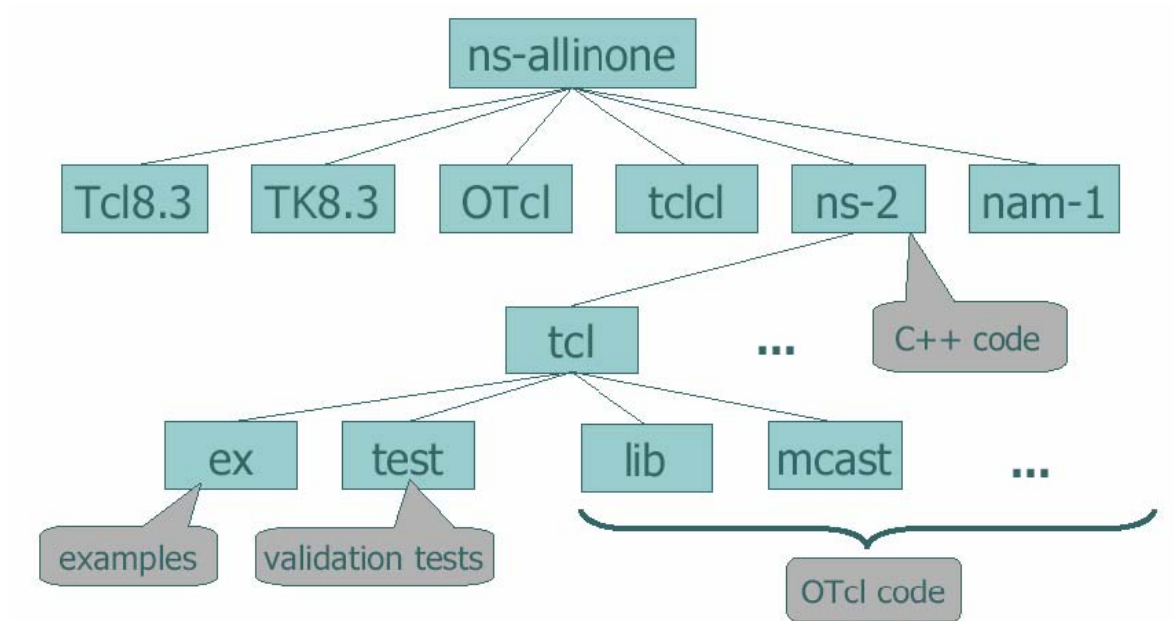 ns-allinone
Tcl8.3
TK8.3
OTcl
tclcl
ns-2
nam-1
tcl
...
C++ code
ex
test
lib
mcast
...
examples
validation tests
OTcl code